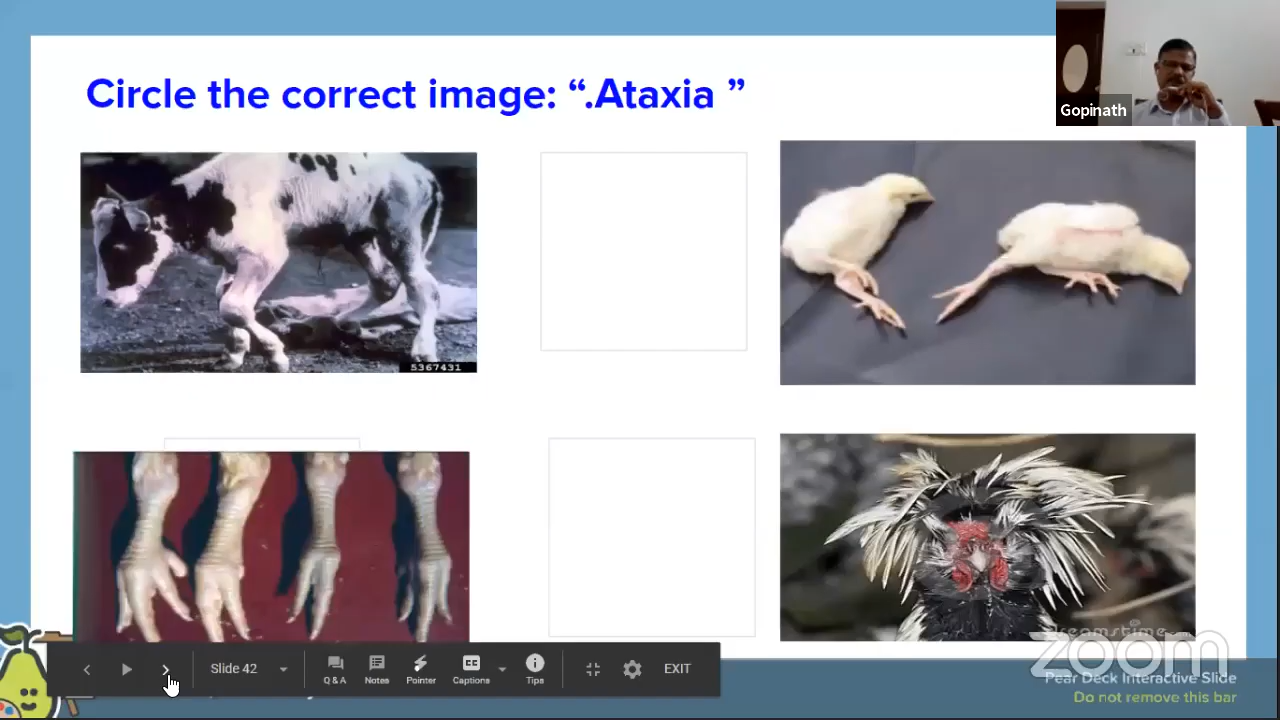 Circle the correct image: “.Ataxia ”
Gopinath
5367431
dreamstime
zoom
Slide 42
Q & A
Notes
Pointer
Captions
Tips
EXIT
Pear Deck Interactive Slide
Do not remove this bar